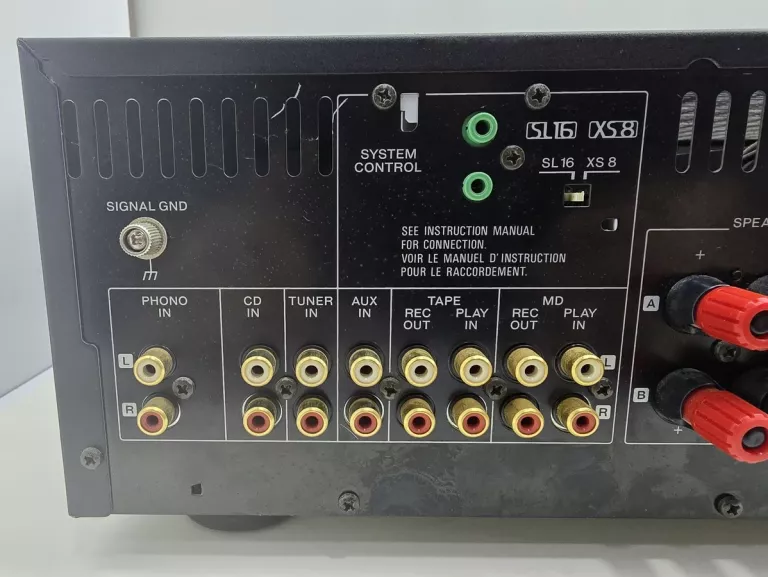 SYSTEM
CONTROL
SL16 XS8
SL 16 XS 8
SIGNAL GND
SEE INSTRUCTION MANUAL
FOR CONNECTION.
VOIR LE MANUEL D'INSTRUCTION
POUR LE RACCORDEMENT.
SPEA
PHONO
IN
CD
IN
TUNER
IN
AUX
IN
TAPE
REC
OUT
PLAY
IN
MD
REC
OUT
PLAY
IN
+
A
L
L
R
R
B
+